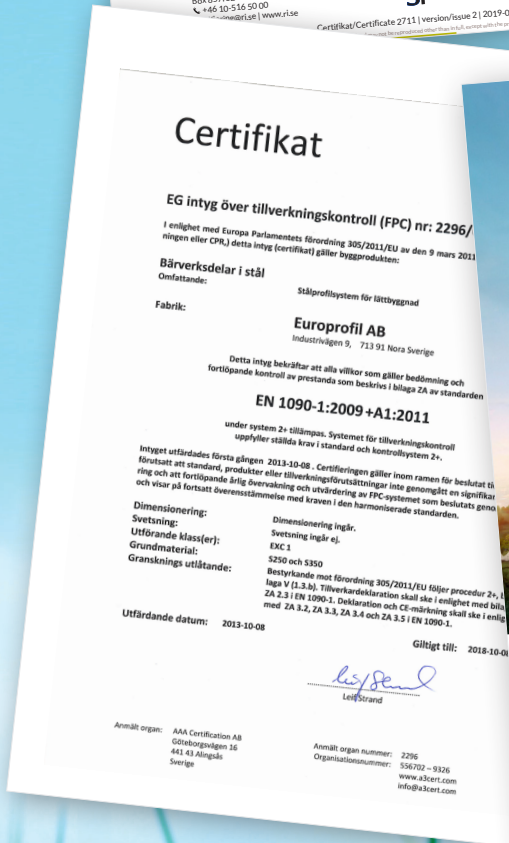 +46 10-516 50 00
@ri.se | www.ri.se
Certifikat/Certificate 2711 | version/issue 2 | 2019-0
Certifikat
EG intyg över tillverkningskontroll (FPC) nr: 2296/
I enlighet med Europa Parlamentets förordning 305/2011/EU av den 9 mars 2011
ningen eller CPR,) detta intyg (certifikat) gäller byggprodukten:
Bärverksdelar i stål
Omfattande:
Stålprofilsystem för lättbyggnad
Fabrik:
Europrofil AB
Industrivägen 9, 713 91 Nora Sverige
Detta intyg bekräftar att alla villkor som gäller bedömning och
fortlöpande kontroll av prestanda som beskrivs i bilaga ZA av standarden
EN 1090-1:2009+A1:2011
under system 2+ tillämpas. Systemet för tillverkningskontroll
uppfyller ställda krav i standard och kontrollsystem 2+.
Intyget utfärdades första gången 2013-10-08 . Certifieringen gäller inom ramen för beslutat ti
förutsatt att standard, produkter eller tillverkningsförutsättningar inte genomgått en signifikan
ring och att fortlöpande årlig övervakning och utvärdering av FPC-systemet som beslutats geno
och visar på fortsatt överensstämmelse med kraven i den harmoniserade standarden.
Dimensionering: Dimensionering ingår.
Svetsning: Svetsning ingår ej.
Utförande klass(er): EXC 1
Grundmaterial: S250 och S350
Gransknings utlåtande: Bestyrkande mot förordning 305/2011/EU följer procedur 2+,
laga V (1.3.b). Tillverkardeklaration skall ske i enlighet med bila
ZA 2.3 i EN 1090-1. Deklaration och CE-märkning skall ske i enlig
med ZA 3.2, ZA 3.3, ZA 3.4 och ZA 3.5 i EN 1090-1.
Utfärdande datum: 2013-10-08
Giltigt till: 2018-10-0
Leif Strand
Anmält organ: AAA Certification AB
Göteborgsvägen 16
441 43 Alingsås
Sverige
Anmält organ nummer: 2296
Organisationsnummer: 556702 – 9326
www.a3cert.com
info@a3cert.com